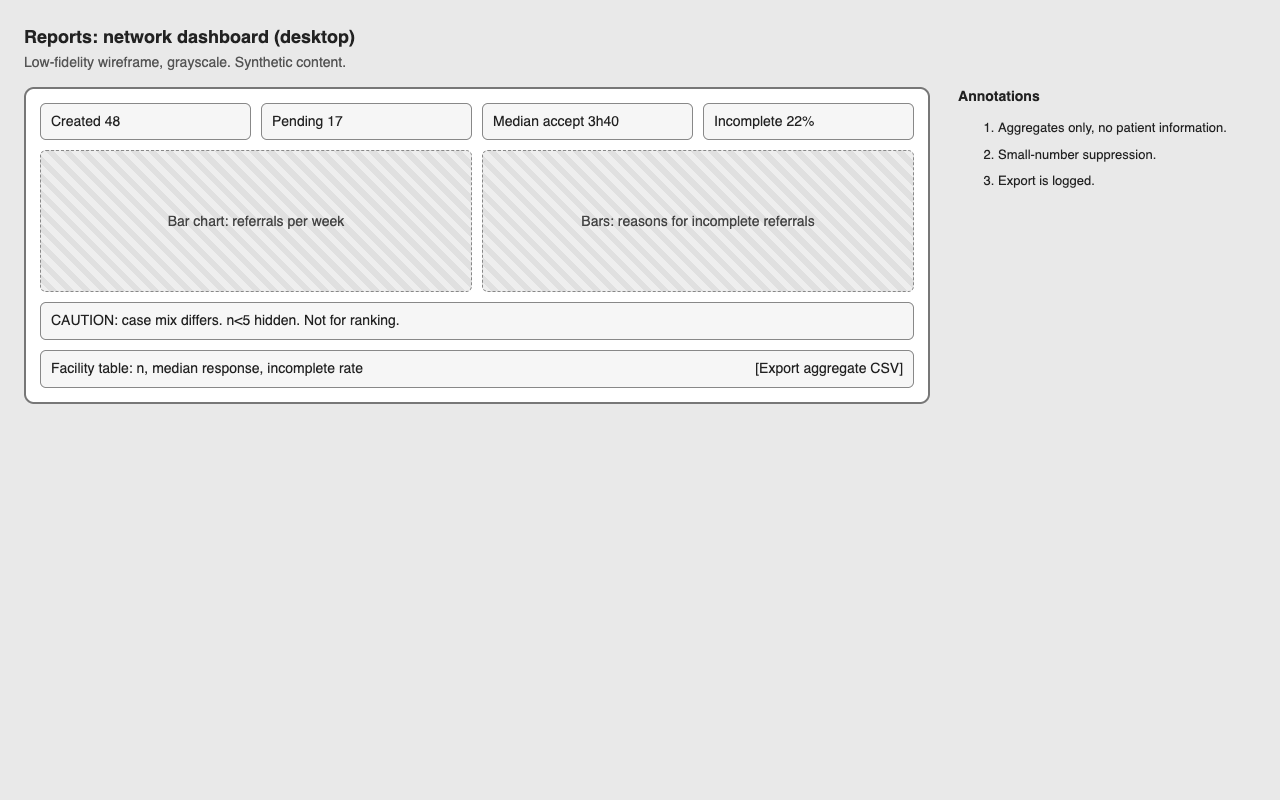 Reports: network dashboard (desktop)
Low-fidelity wireframe, grayscale. Synthetic content.
Created 48
Pending 17
Median accept 3h40
Incomplete 22%
Bar chart: referrals per week
Bars: reasons for incomplete referrals
CAUTION: case mix differs. n<5 hidden. Not for ranking.
Facility table: n, median response, incomplete rate
[Export aggregate CSV]
Annotations
1. Aggregates only, no patient information.
2. Small-number suppression.
3. Export is logged.